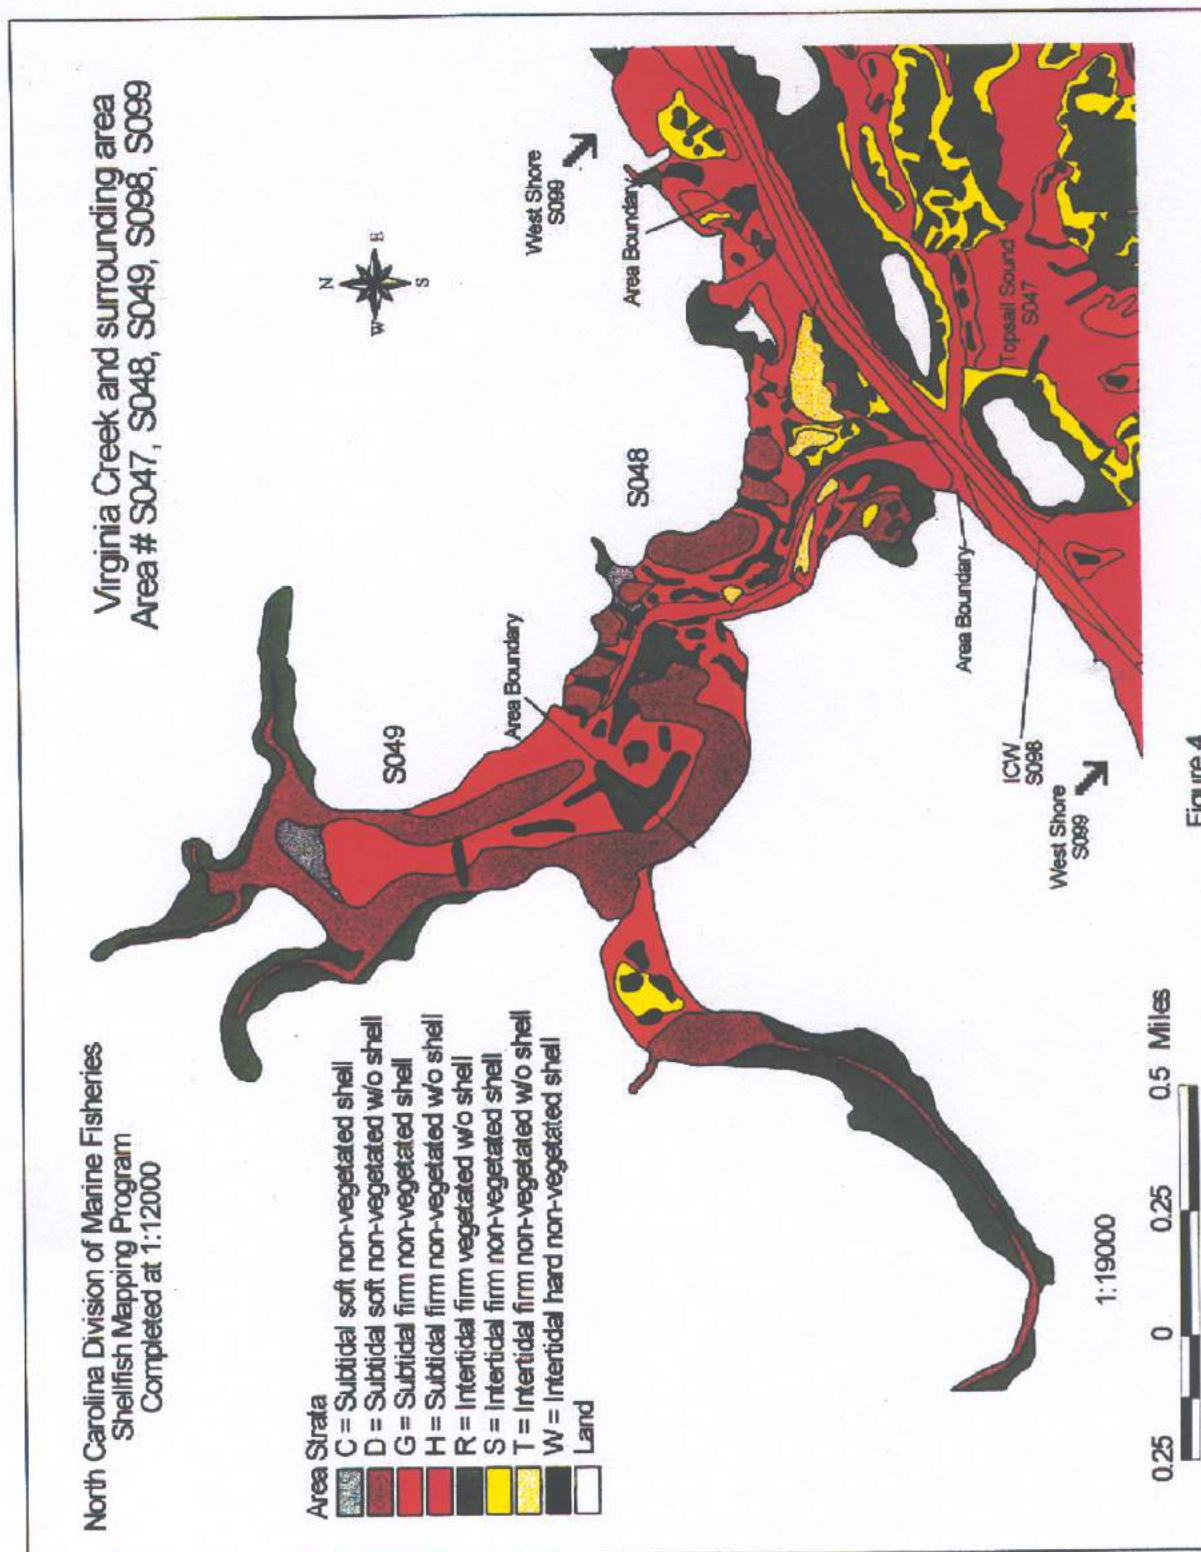 North Carolina Division of Marine Fisheries
Shellfish Mapping Program
Completed at 1:12000
Virginia Creek and surrounding area
Area # S047, S048, S049, S098, S099
N
W
E
S
S049
S048
Area Boundary
West Shore
S099
Area Boundary
Topsail Sound
S047
Area Boundary
ICW
S098
West Shore
S099
Area Strata
C = Subtidal soft non-vegetated shell
D = Subtidal soft non-vegetated w/o shell
G = Subtidal firm non-vegetated shell
H = Subtidal firm non-vegetated w/o shell
R = Intertidal firm vegetated w/o shell
S = Intertidal firm non-vegetated shell
T = Intertidal firm non-vegetated w/o shell
W = Intertidal hard non-vegetated shell
Land
1:19000
0.25 0 0.25 0.5 Miles
Figure 4